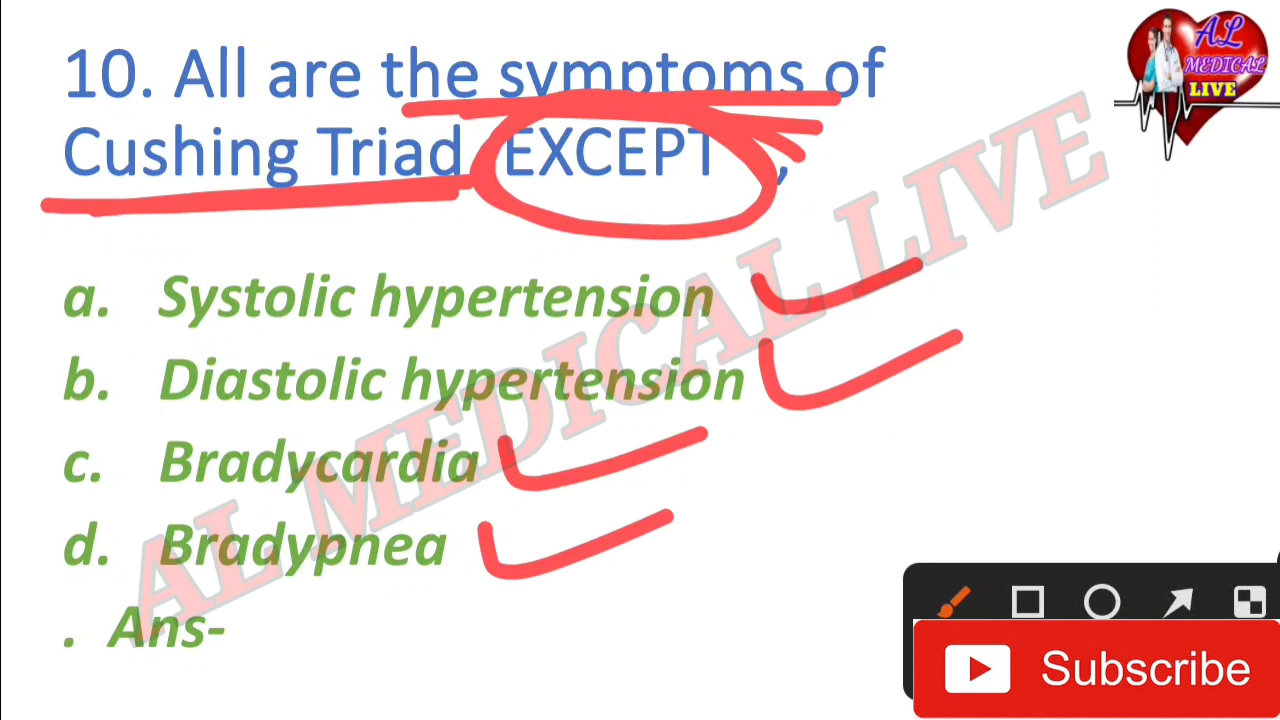 10. All are the symptoms of
Cushing Triad EXCEPT ,
a. Systolic hypertension
b. Diastolic hypertension
c. Bradycardia
d. Bradypnea
. Ans-
AL MEDICAL LIVE
AL
MEDICAL
LIVE
Subscribe